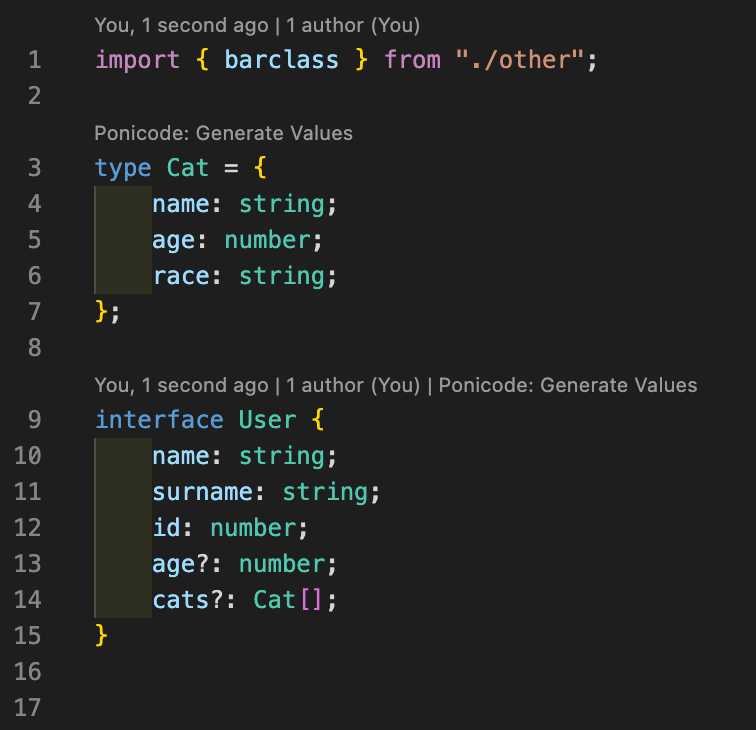 You, 1 second ago | 1 author (You)
1 import { barclass } from "./other";
2
Ponicode: Generate Values
3 type Cat = {
4     name: string;
5     age: number;
6     race: string;
7 };
8
You, 1 second ago | 1 author (You) | Ponicode: Generate Values
9 interface User {
10     name: string;
11     surname: string;
12     id: number;
13     age?: number;
14     cats?: Cat[];
15 }
16
17